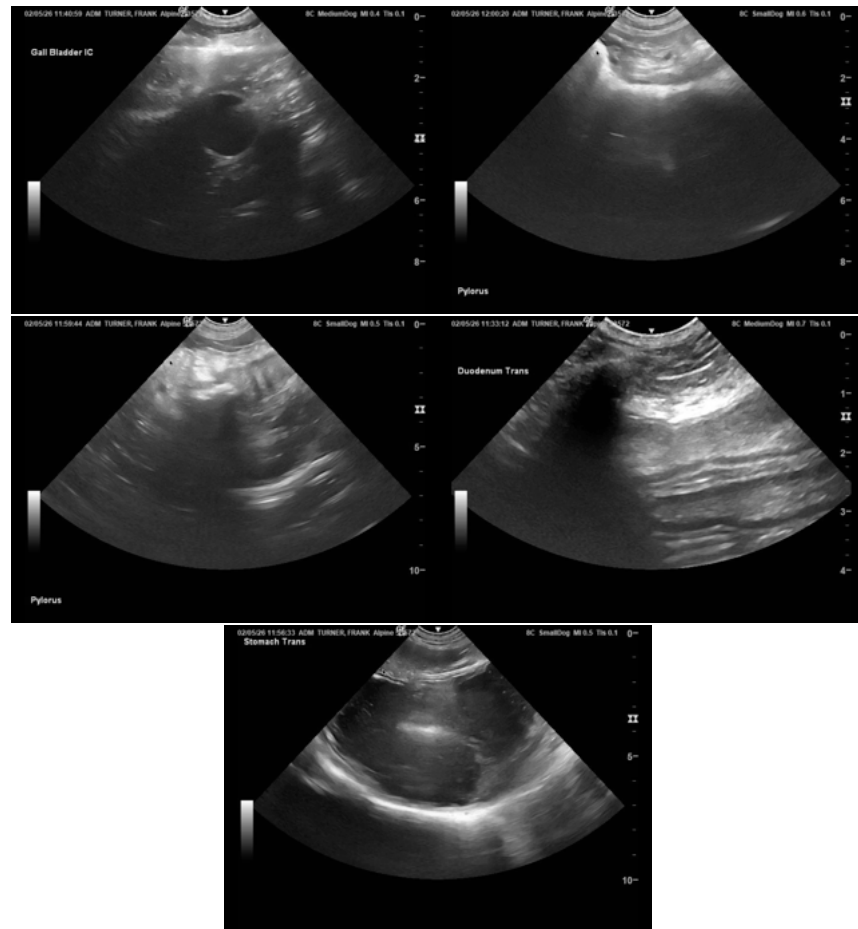 02/05/26 11:40:59 ADM TURNER, FRANK Alpine
8C MediumDog MI 0.4 TIs 0.1
Gall Bladder IC
0
2
4
6
8
02/05/26 12:00:20 ADM TURNER, FRANK Alpine
8C SmallDog MI 0.6 TIs 0.1
0
2
4
6
8
Pylorus
02/05/26 11:59:44 ADM TURNER, FRANK Alpine
8C SmallDog MI 0.5 TIs 0.1
0
5
10
Pylorus
02/05/26 11:33:12 ADM TURNER, FRANK
8C MediumDog MI 0.7 TIs 0.1
Duodenum Trans
0
1
2
3
4
02/05/26 11:56:33 ADM TURNER, FRANK Alpine
8C SmallDog MI 0.5 TIs 0.1
Stomach Trans
0
5
10